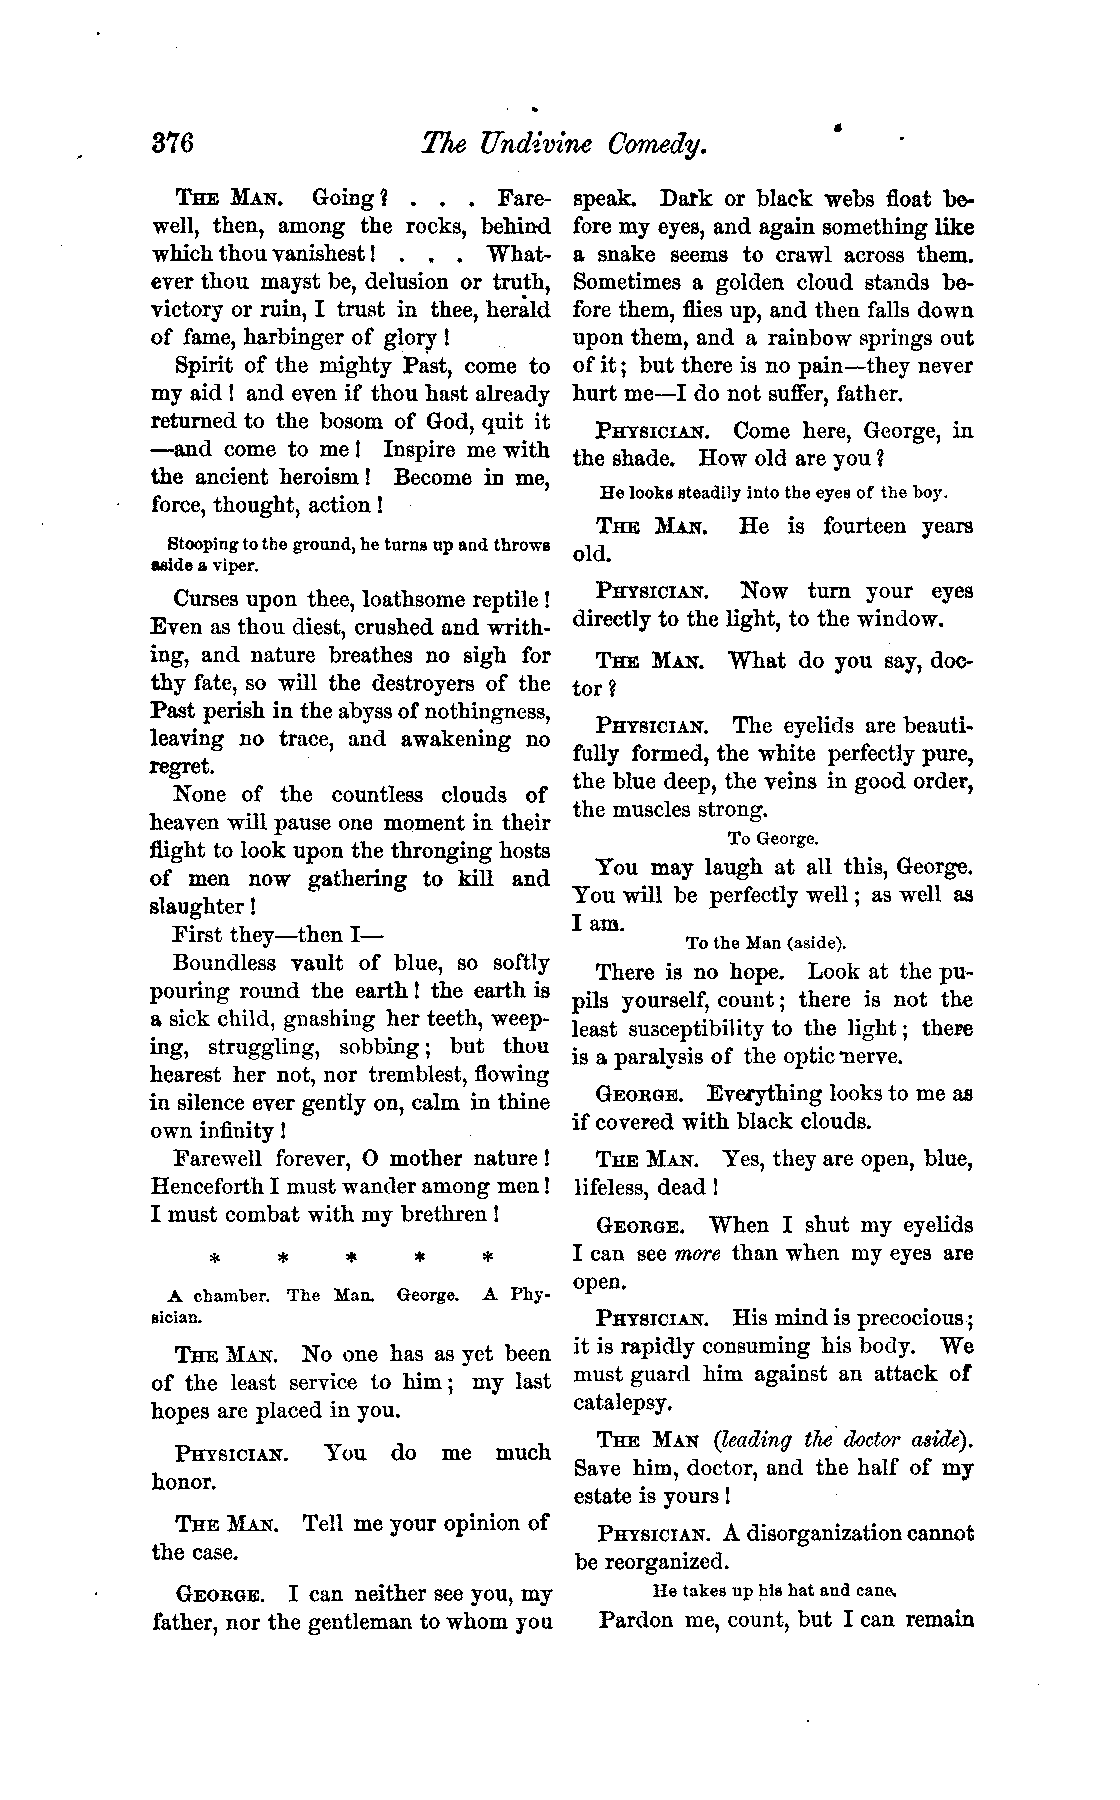 376
The Undivine Comedy.
THE MAN. Going? . . . Fare-
well, then, among the rocks, behind
which thou vanishest! . . . What-
ever thou mayst be, delusion or truth,
victory or ruin, I trust in thee, herald
of fame, harbinger of glory!
Spirit of the mighty Past, come to
my aid! and even if thou hast already
returned to the bosom of God, quit it
—and come to me! Inspire me with
the ancient heroism! Become in me,
force, thought, action!
Stooping to the ground, he turns up and throws
aside a viper.
Curses upon thee, loathsome reptile!
Even as thou diest, crushed and writh-
ing, and nature breathes no sigh for
thy fate, so will the destroyers of the
Past perish in the abyss of nothingness,
leaving no trace, and awakening no
regret.
None of the countless clouds of
heaven will pause one moment in their
flight to look upon the thronging hosts
of men now gathering to kill and
slaughter!
First they—then I—
Boundless vault of blue, so softly
pouring round the earth! the earth is
a sick child, gnashing her teeth, weep-
ing, struggling, sobbing; but thou
hearest her not, nor tremblest, flowing
in silence ever gently on, calm in thine
own infinity!
Farewell forever, O mother nature!
Henceforth I must wander among men!
I must combat with my brethren!
* * * * *
A chamber. The Man. George. A Phy-
sician.
THE MAN. No one has as yet been
of the least service to him; my last
hopes are placed in you.
PHYSICIAN. You do me much
honor.
THE MAN. Tell me your opinion of
the case.
GEORGE. I can neither see you, my
father, nor the gentleman to whom you
speak. Dark or black webs float be-
fore my eyes, and again something like
a snake seems to crawl across them.
Sometimes a golden cloud stands be-
fore them, flies up, and then falls down
upon them, and a rainbow springs out
of it; but there is no pain—they never
hurt me—I do not suffer, father.
PHYSICIAN. Come here, George, in
the shade. How old are you?
He looks steadily into the eyes of the boy.
THE MAN. He is fourteen years
old.
PHYSICIAN. Now turn your eyes
directly to the light, to the window.
THE MAN. What do you say, doc-
tor?
PHYSICIAN. The eyelids are beauti-
fully formed, the white perfectly pure,
the blue deep, the veins in good order,
the muscles strong.
To George.
You may laugh at all this, George.
You will be perfectly well; as well as
I am.
To the Man (aside).
There is no hope. Look at the pu-
pils yourself, count; there is not the
least susceptibility to the light; there
is a paralysis of the optic nerve.
GEORGE. Everything looks to me as
if covered with black clouds.
THE MAN. Yes, they are open, blue,
lifeless, dead!
GEORGE. When I shut my eyelids
I can see more than when my eyes are
open.
PHYSICIAN. His mind is precocious;
it is rapidly consuming his body. We
must guard him against an attack of
catalepsy.
THE MAN (leading the doctor aside).
Save him, doctor, and the half of my
estate is yours!
PHYSICIAN. A disorganization cannot
be reorganized.
He takes up his hat and cane.
Pardon me, count, but I can remain